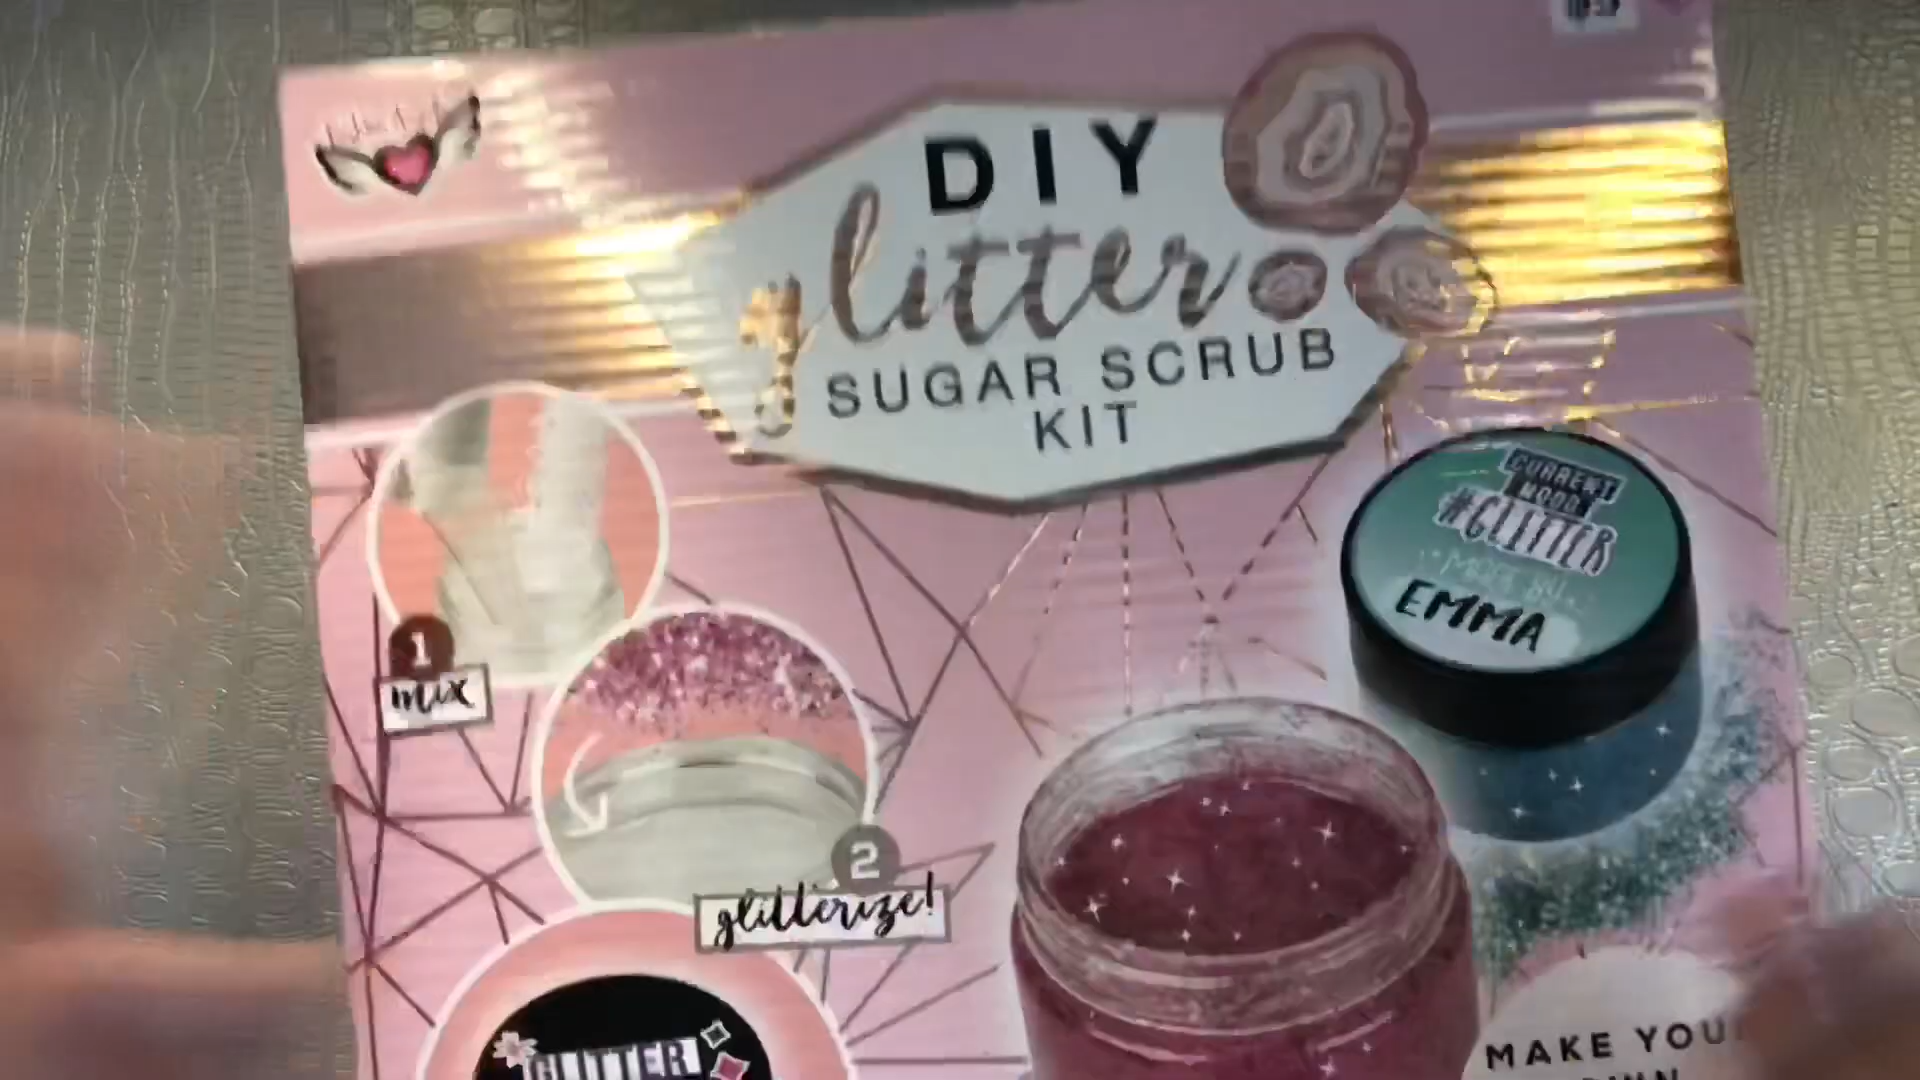 DIY
glitter
SUGAR SCRUB
KIT
CURRENT
MOOD
#GLITTER
EMMA
1
mix
2
glitterize!
GLITTER
MAKE YOU